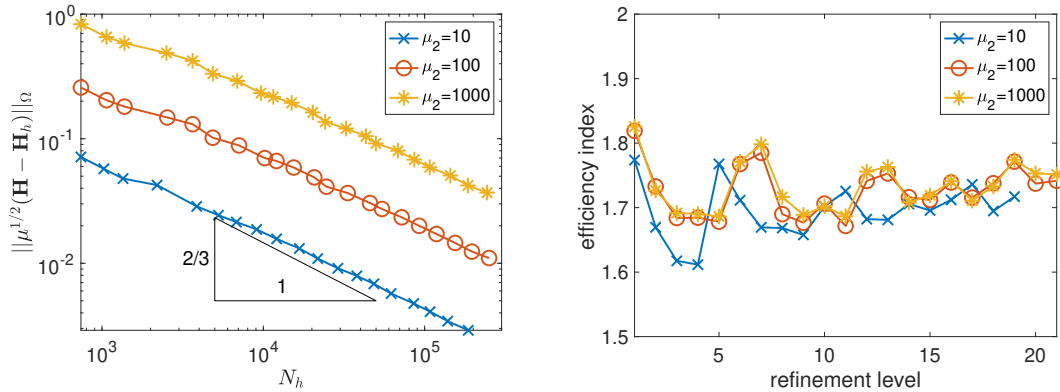 ||μ^{1/2}(H − H_h)||_Ω
10^0
10^{-1}
10^{-2}
10^3
10^4
10^5
N_h
μ_2=10
μ_2=100
μ_2=1000
2/3
1
efficiency index
2
1.9
1.8
1.7
1.6
1.5
5
10
15
20
refinement level
μ_2=10
μ_2=100
μ_2=1000